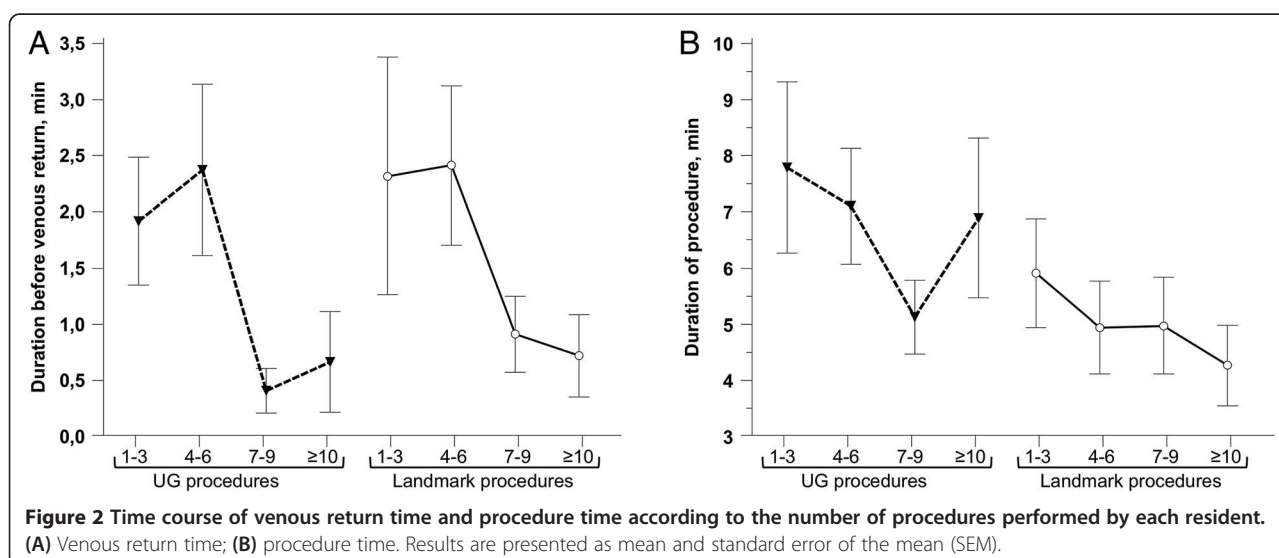 A
Duration before venous return, min
3,5
3,0
2,5
2,0
1,5
1,0
0,5
0,0
1-3 4-6 7-9 ≥10 1-3 4-6 7-9 ≥10
UG procedures Landmark procedures
B
Duration of procedure, min
10
9
8
7
6
5
4
3
1-3 4-6 7-9 ≥10 1-3 4-6 7-9 ≥10
UG procedures Landmark procedures
Figure 2 Time course of venous return time and procedure time according to the number of procedures performed by each resident.
(A) Venous return time; (B) procedure time. Results are presented as mean and standard error of the mean (SEM).